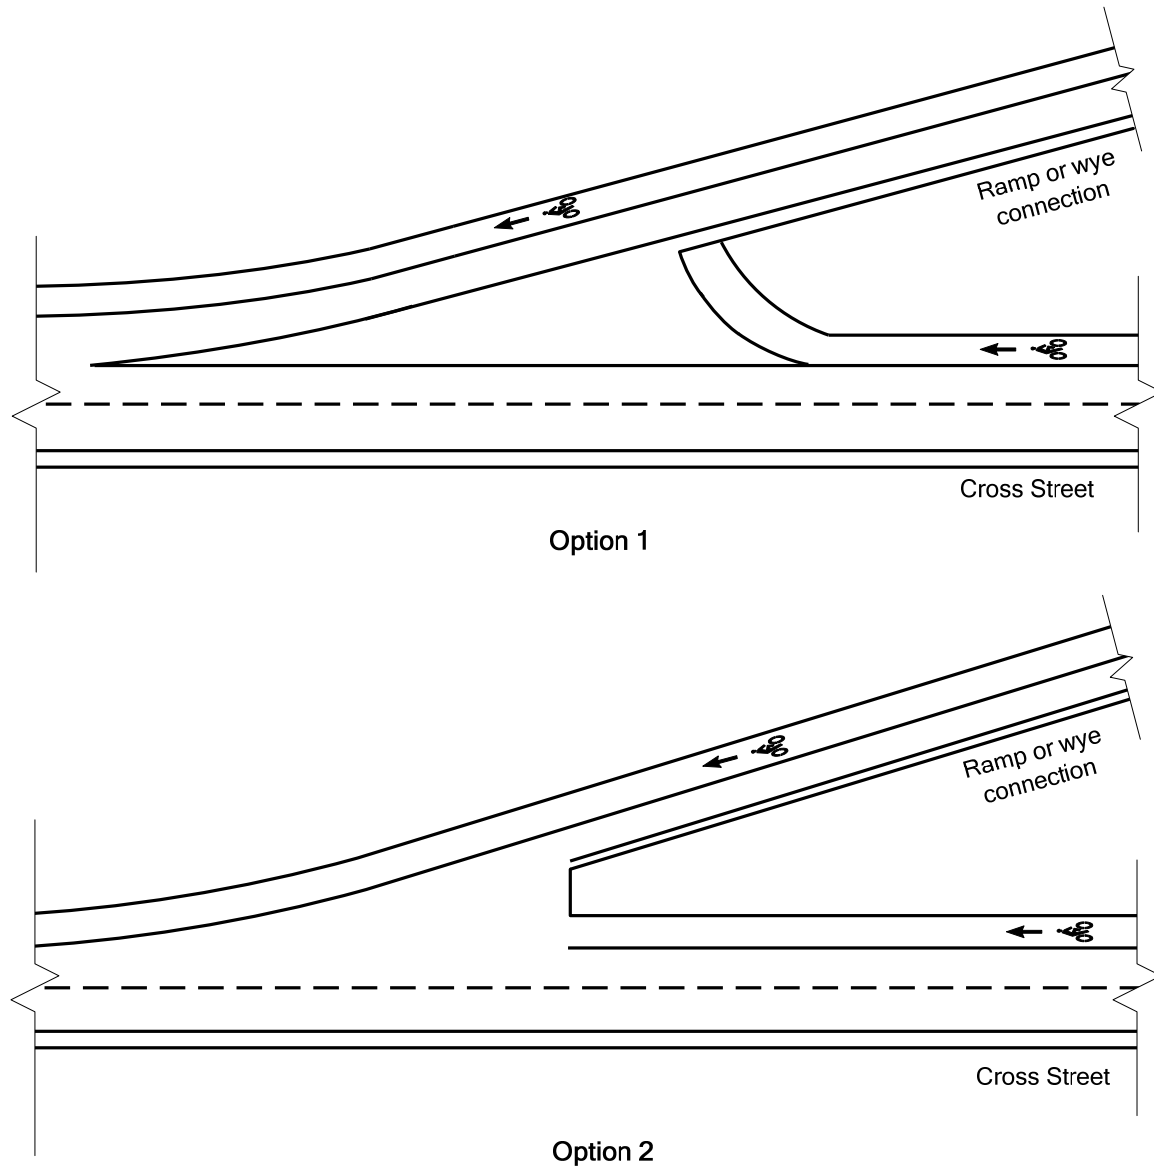 Ramp or wye
connection
Cross Street
Option 1
Ramp or wye
connection
Cross Street
Option 2